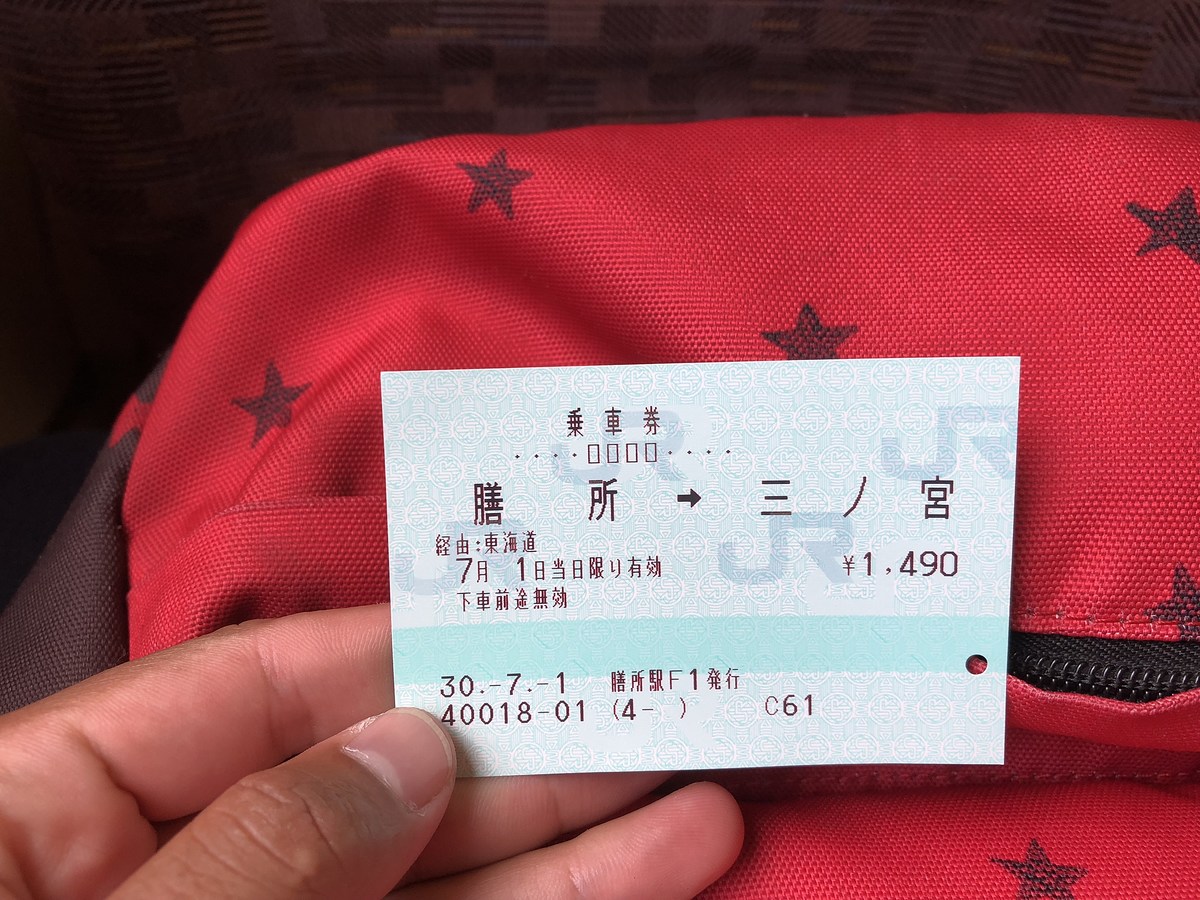 乗車券
････□□□□････
膳所 → 三ノ宮
経由:東海道
7月 1日当日限り有効 ¥1,490
下車前途無効
30.-7.-1 膳所駅F1発行
40018-01 (4- ) C61